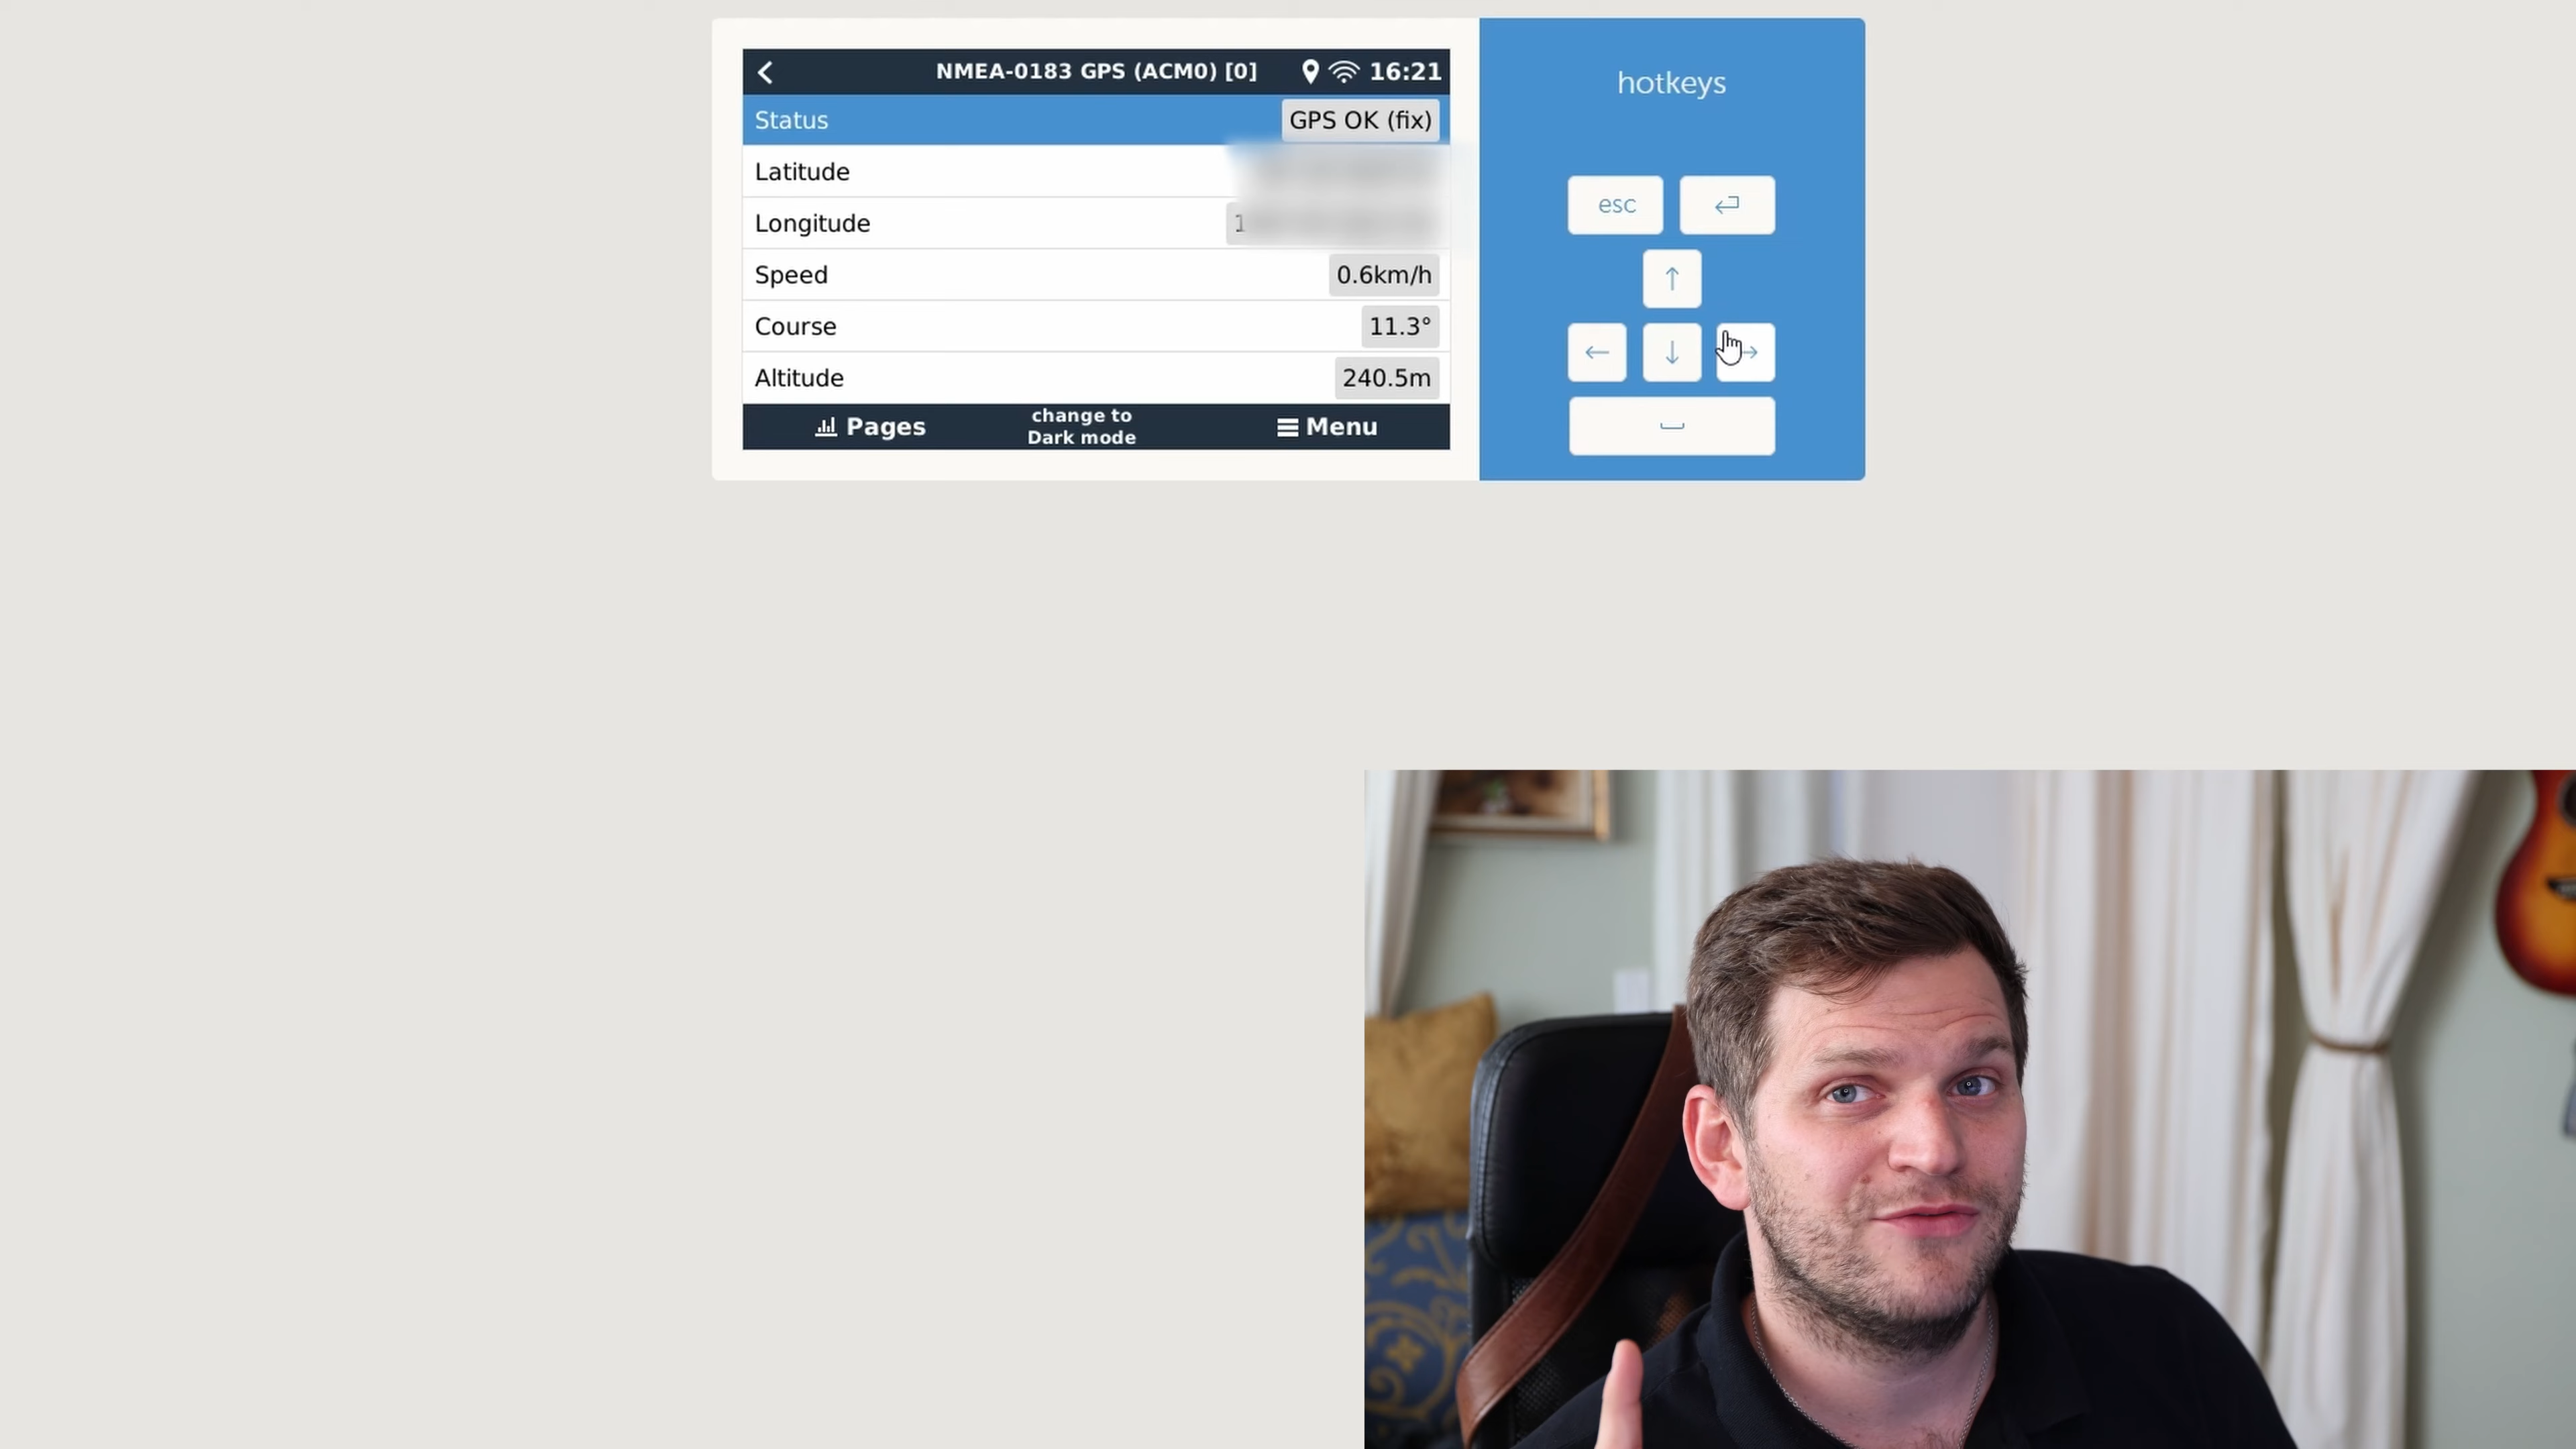 NMEA-0183 GPS (ACM0) [0] 16:21
Status GPS OK (fix)
Latitude
Longitude 1
Speed 0.6km/h
Course 11.3°
Altitude 240.5m
Pages
change to
Dark mode
Menu
hotkeys
esc